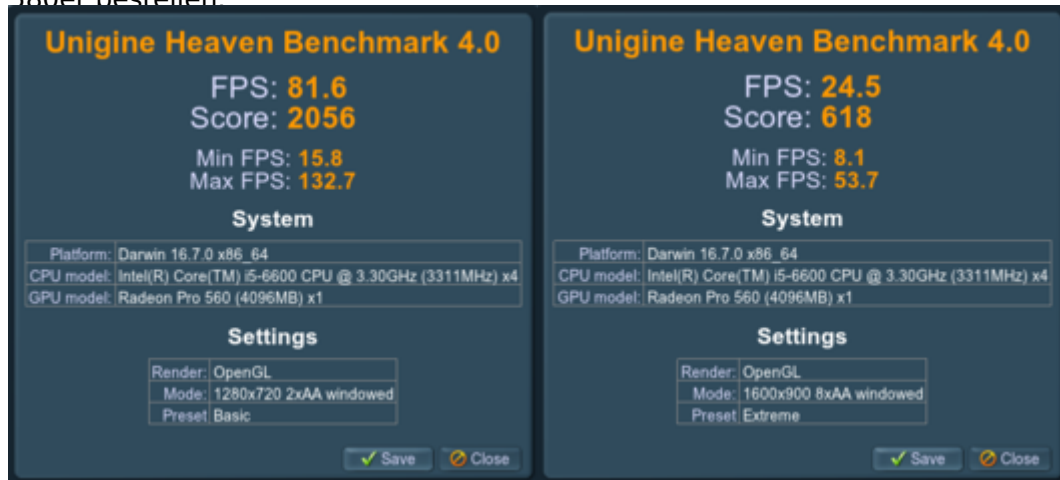 bestellen.
Unigine Heaven Benchmark 4.0
FPS: 81.6
Score: 2056
Min FPS: 15.8
Max FPS: 132.7
System
Platform: Darwin 16.7.0 x86_64
CPU model: Intel(R) Core(TM) i5-6600 CPU @ 3.30GHz (3311MHz) x4
GPU model: Radeon Pro 560 (4096MB) x1
Settings
Render: OpenGL
Mode: 1280x720 2xAA windowed
Preset Basic
Save Close
Unigine Heaven Benchmark 4.0
FPS: 24.5
Score: 618
Min FPS: 8.1
Max FPS: 53.7
System
Platform: Darwin 16.7.0 x86_64
CPU model: Intel(R) Core(TM) i5-6600 CPU @ 3.30GHz (3311MHz) x4
GPU model: Radeon Pro 560 (4096MB) x1
Settings
Render: OpenGL
Mode: 1600x900 8xAA windowed
Preset Extreme
Save Close